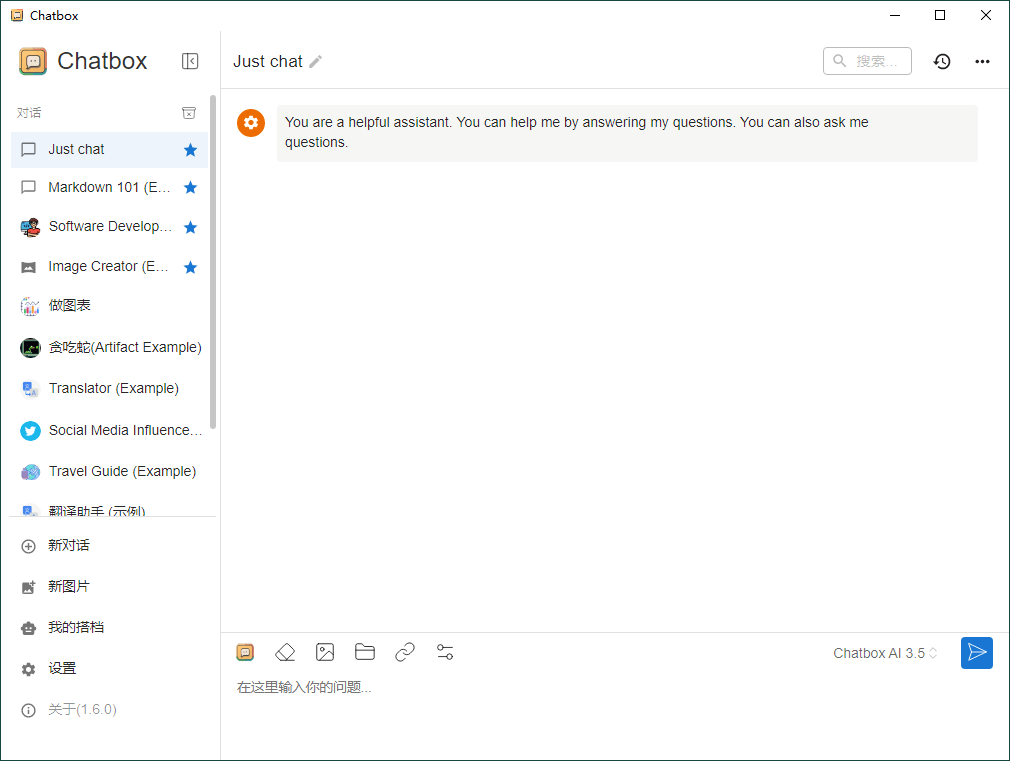 Chatbox
Chatbox
Just chat
搜索...
对话
Just chat
Markdown 101 (E...
Software Develop...
Image Creator (E...
做图表
贪吃蛇(Artifact Example)
Translator (Example)
Social Media Influence...
Travel Guide (Example)
翻译助手 (示例)
新对话
新图片
我的搭档
设置
关于(1.6.0)
You are a helpful assistant. You can help me by answering my questions. You can also ask me
questions.
Chatbox AI 3.5
在这里输入你的问题...